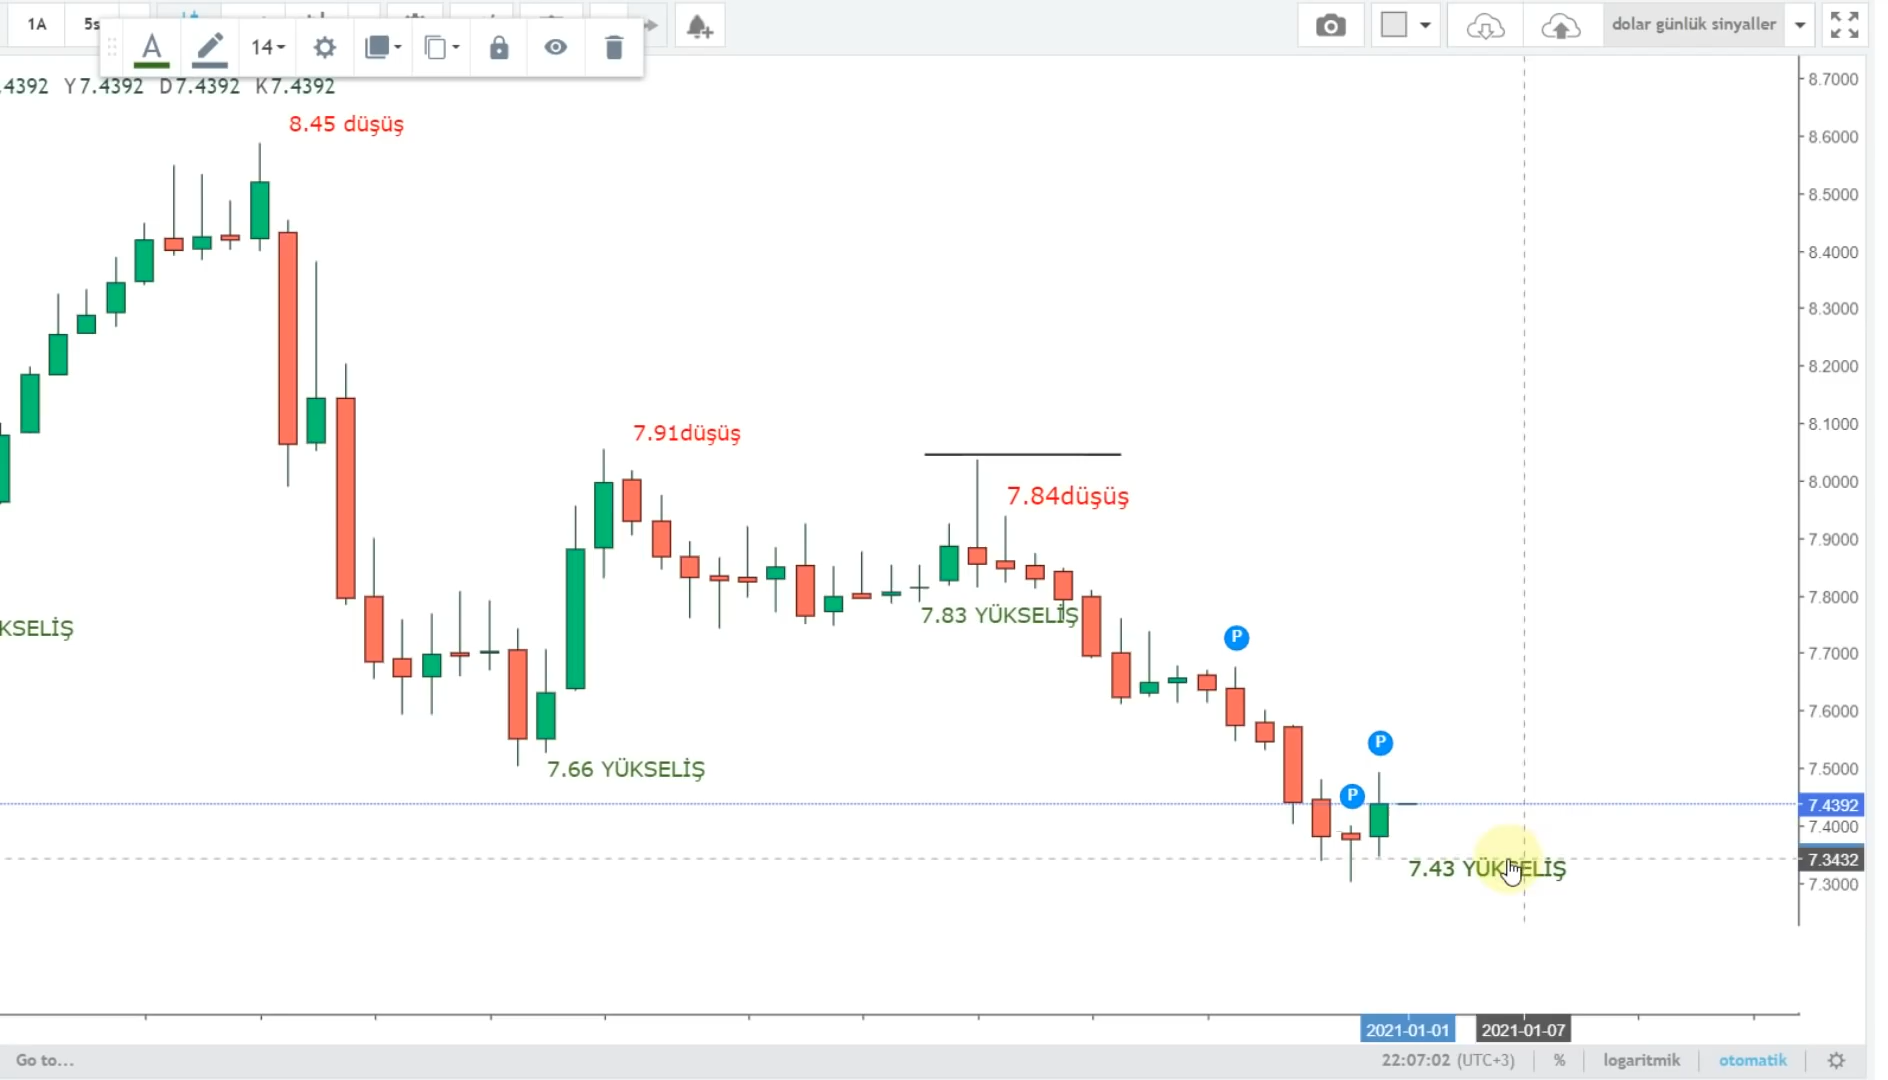 1A 5s
14
dolar günlük sinyaller
.4392 Y7.4392 D7.4392 K7.4392
8.45 düşüş
7.91düşüş
7.84düşüş
7.83 YÜKSELİŞ
KSELİŞ
P
P
P
7.66 YÜKSELİŞ
7.43 YÜKSELİŞ
8.7000
8.6000
8.5000
8.4000
8.3000
8.2000
8.1000
8.0000
7.9000
7.8000
7.7000
7.6000
7.5000
7.4392
7.4000
7.3432
7.3000
2021-01-01 2021-01-07
Go to... 22:07:02 (UTC+3) % logaritmik otomatik